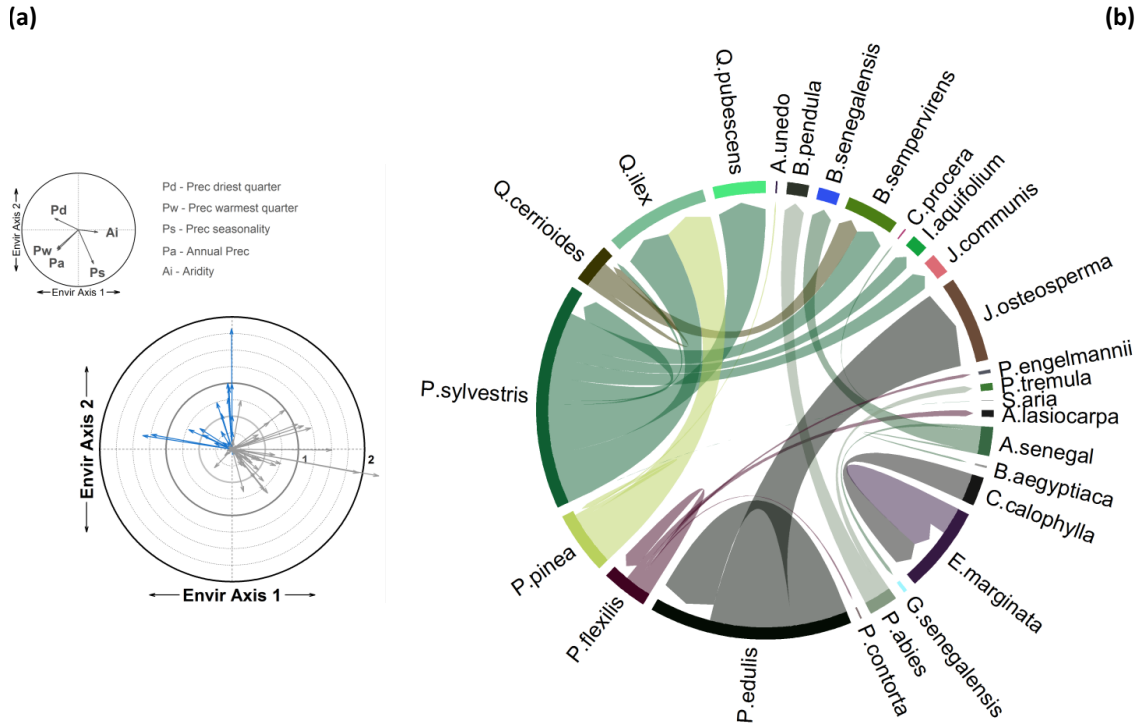 (a)
(b)
Envir Axis 2
Pd
Ai
Pw
Pa
Ps
Envir Axis 1
Pd - Prec driest quarter
Pw - Prec warmest quarter
Ps - Prec seasonality
Pa - Annual Prec
Ai - Aridity
Envir Axis 2
1
2
Envir Axis 1
Q.cerrioides
Q.ilex
Q.pubescens
A.unedo
B.pendula
B.senegalensis
B.sempervirens
C.procera
I.aquifolium
J.communis
J.osteosperma
P.engelmannii
P.tremula
S.aria
A.lasiocarpa
A.senegal
B.aegyptiaca
C.calophylla
E.marginata
G.senegalensis
P.abies
P.contorta
P.edulis
P.flexilis
P.pinea
P.sylvestris